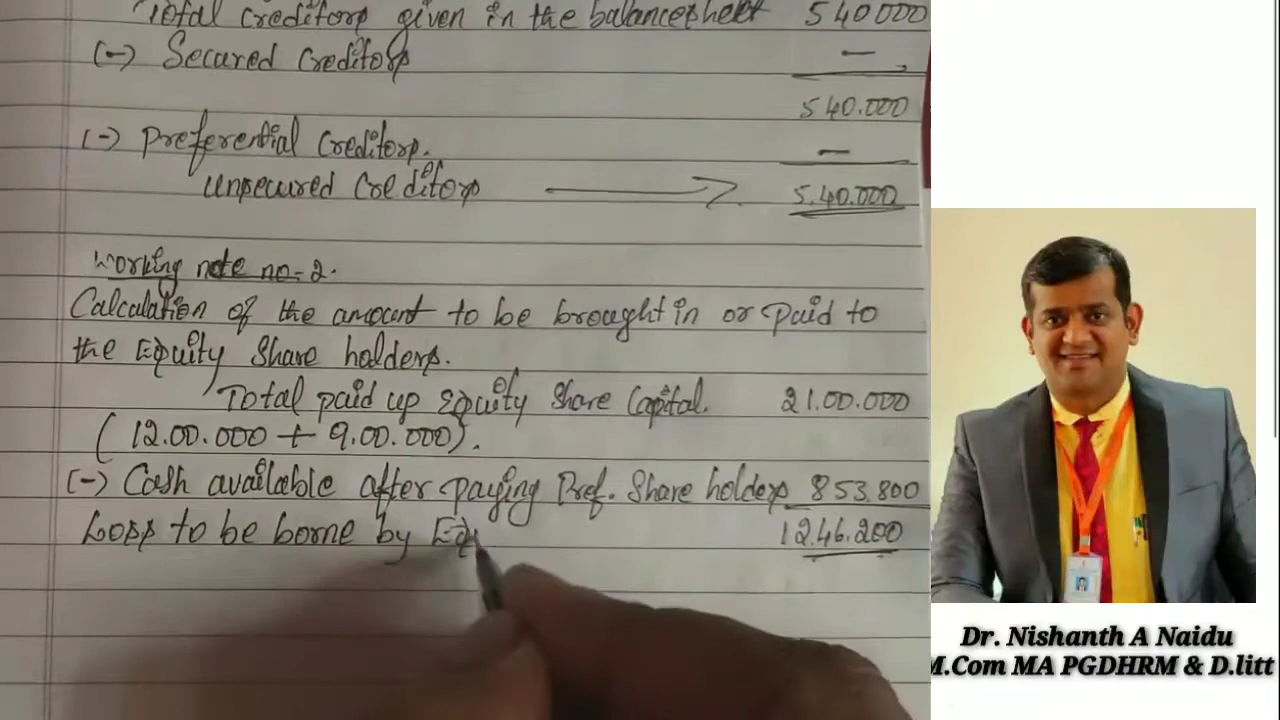 Total creditors given in the balancesheet 540000
(-) Secured Creditors —
540.000
(-) Preferential Creditors. —
Unsecured Creditors → 5.40.000
Working note no-2.
Calculation of the amount to be brought in or paid to
the Equity Share holders.
Total paid up Equity Share Capital. 21.00.000
(12.00.000 + 9.00.000).
(-) Cash available after paying Pref. Share holders 853.800
Loss to be borne by Eq 12.46.200
Dr. Nishanth A Naidu
M.Com MA PGDHRM & D.litt